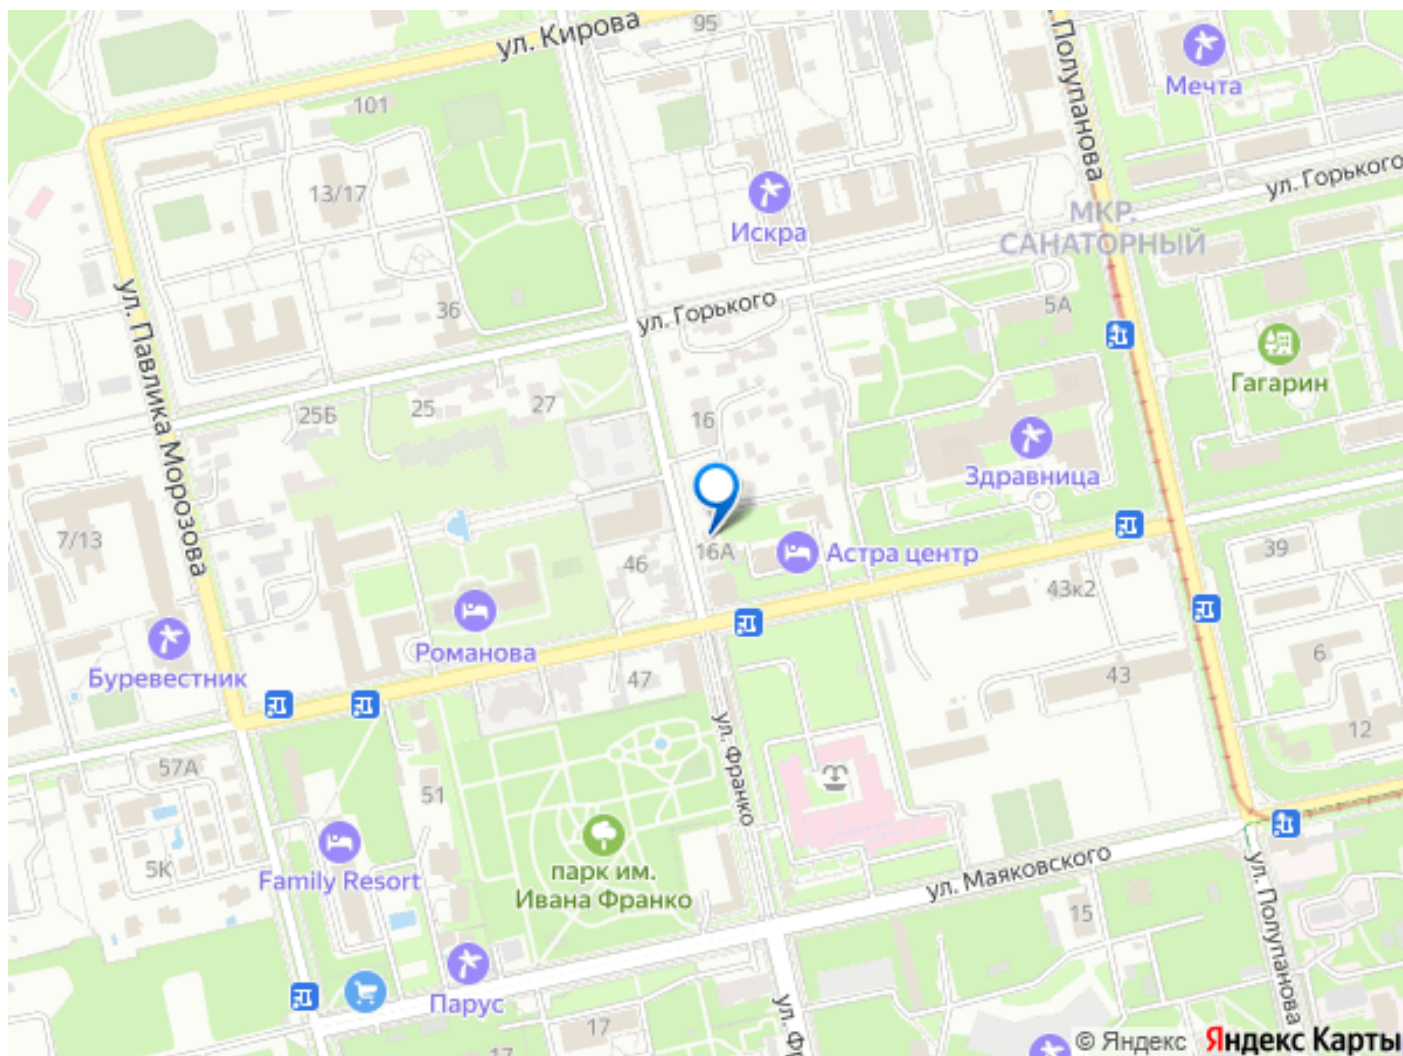 ул. Кирова
95
ул. Полупанова
Мечта
101
13/17
Искра
ул. Горького
МКР.
САНАТОРНЫЙ
ул. Павлика Морозова
36
ул. Горького
5А
Гагарин
25Б
25
27
16
Здравница
7/13
16А
Астра центр
46
39
43к2
Романова
Буревестник
47
43
6
12
57А
51
ул. Франко
5К
Family Resort
парк им.
Ивана Франко
ул. Маяковского
15
ул. Полупанова
Парус
17
17
© Яндекс Яндекс Карты